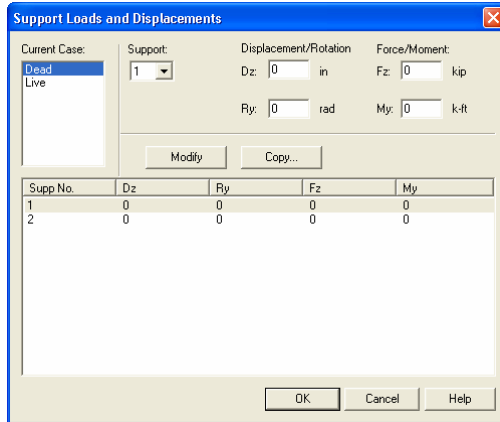 Support Loads and Displacements
Current Case:
Dead
Live
Support:
1
Displacement/Rotation
Dz: 0 in
Ry: 0 rad
Force/Moment:
Fz: 0 kip
My: 0 k-ft
Modify Copy...
Supp No. Dz Ry Fz My
1 0 0 0 0
2 0 0 0 0
OK Cancel Help